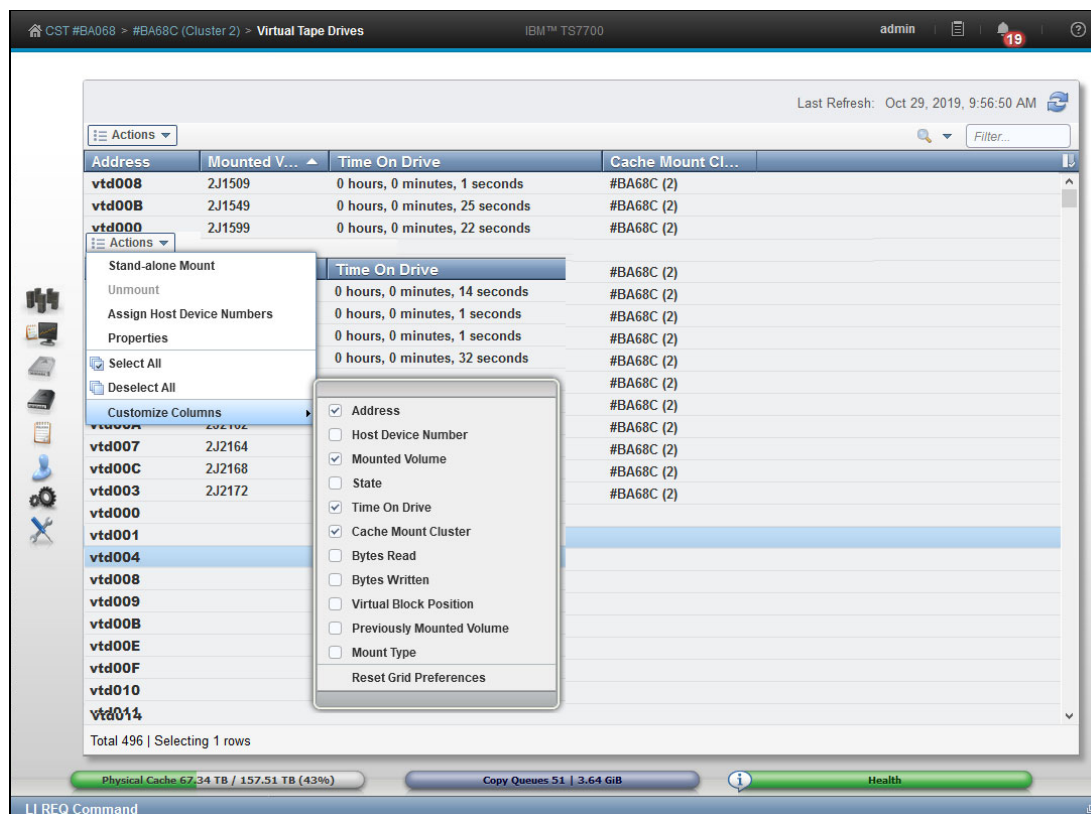 CST #BA068 > #BA68C (Cluster 2) > Virtual Tape Drives IBM™ TS7700 admin 19
Last Refresh: Oct 29, 2019, 9:56:50 AM
Actions Filter...
Address Mounted V... Time On Drive Cache Mount Cl...
vtd008 2J1509 0 hours, 0 minutes, 1 seconds #BA68C (2)
vtd00B 2J1549 0 hours, 0 minutes, 25 seconds #BA68C (2)
vtd000 2J1599 0 hours, 0 minutes, 22 seconds #BA68C (2)
Actions
Time On Drive #BA68C (2)
0 hours, 0 minutes, 14 seconds #BA68C (2)
0 hours, 0 minutes, 1 seconds #BA68C (2)
0 hours, 0 minutes, 1 seconds #BA68C (2)
0 hours, 0 minutes, 32 seconds #BA68C (2)
#BA68C (2)
#BA68C (2)
#BA68C (2)
#BA68C (2)
#BA68C (2)
#BA68C (2)
Stand-alone Mount
Unmount
Assign Host Device Numbers
Properties
Select All
Deselect All
Customize Columns
Address
Host Device Number
Mounted Volume
State
Time On Drive
Cache Mount Cluster
Bytes Read
Bytes Written
Virtual Block Position
Previously Mounted Volume
Mount Type
Reset Grid Preferences
vtd007 2J2164
vtd00C 2J2168
vtd003 2J2172
vtd000
vtd001
vtd004
vtd008
vtd009
vtd00B
vtd00E
vtd00F
vtd010
vtd014
Total 496 | Selecting 1 rows
Physical Cache 67.34 TB / 157.51 TB (43%) Copy Queues 51 | 3.64 GiB Health
LI REQ Command